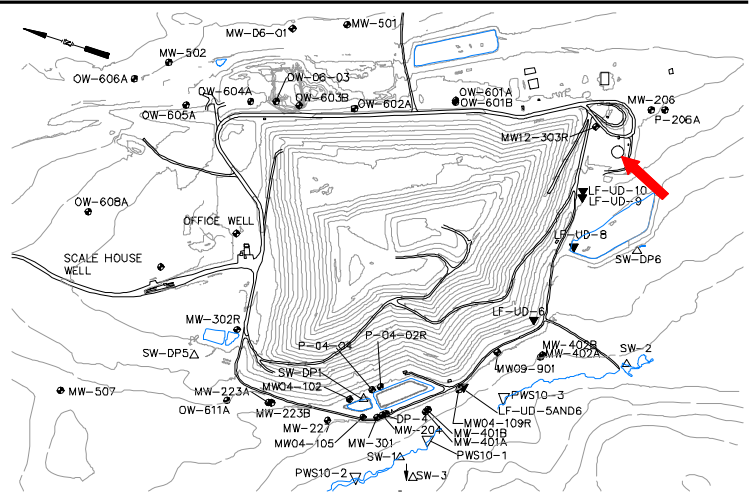 MW-D6-01
MW-501
MW-502
OW-606A
OW-06-03
OW-604A
OW-603B
OW-605A
OW-602A
OW-601A
OW-601B
MW-206
P-206A
MW12-303R
LF-UD-10
LF-UD-9
OW-608A
OFFICE WELL
LF-UD-8
SW-DP6
SCALE HOUSE
WELL
MW-302R
LF-UD-6
P-04-04
P-04-02R
SW-DP5
SW-DP1
MW-402B
MW-402A
SW-2
MW09-901
MW-507
MW-223A
MW04-102
PWS10-3
OW-611A
MW-223B
LF-UD-5AND6
MW-227
DP-4
MW04-109R
MW04-105
MW-204
MW-401B
MW-301
MW-401A
SW-1
PWS10-1
PWS10-2
SW-3